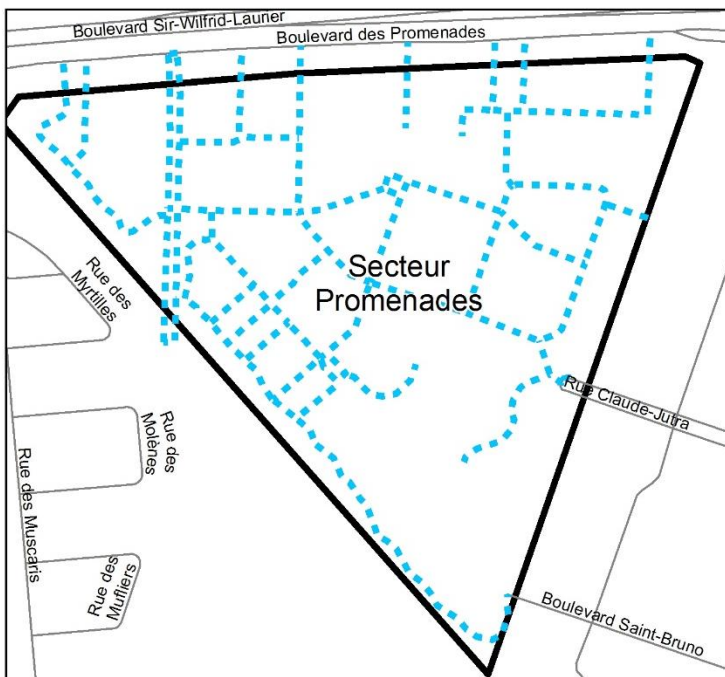 Boulevard Sir-Wilfrid-Laurier
Boulevard des Promenades
Secteur
Promenades
Rue des
Myrtilles
Rue Claude-Jutra
Rue des
Molènes
Rue des Muscaris
Rue des
Mufliers
Boulevard Saint-Bruno